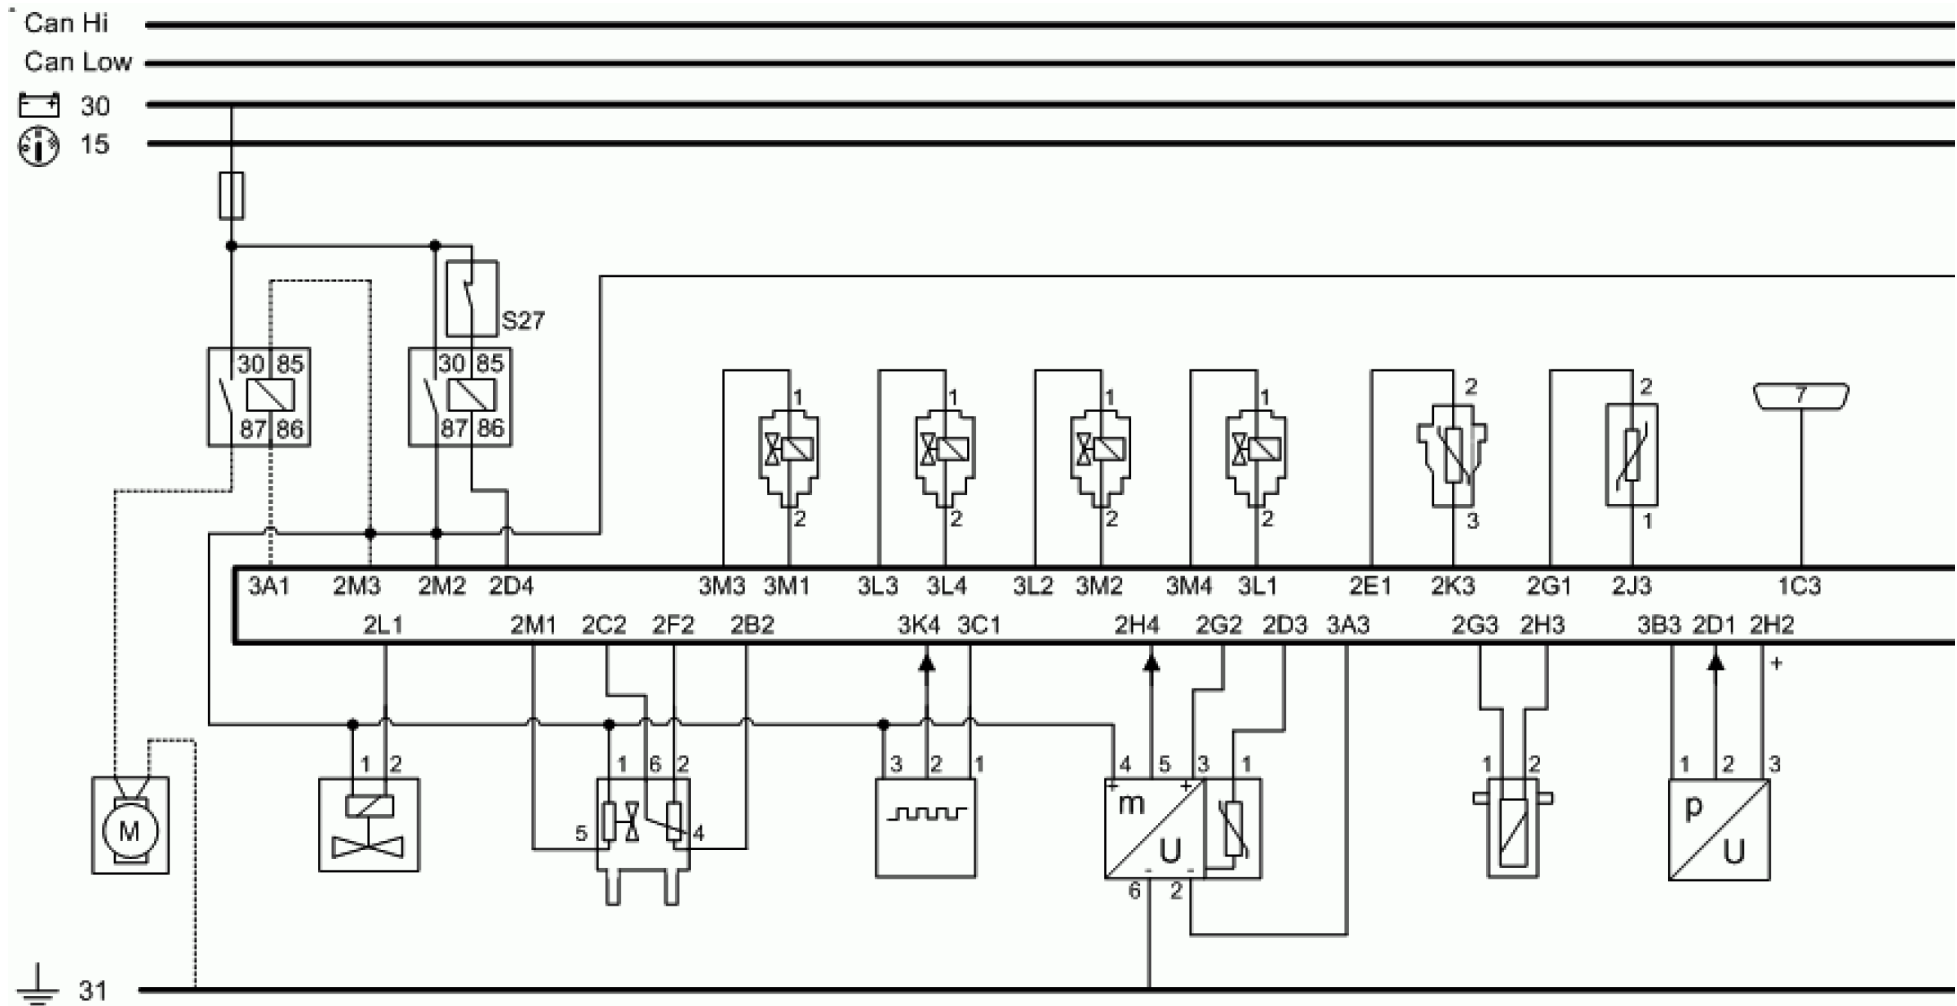 Can Hi
Can Low
30
15
S27
30 85 30 85
87 86 87 86
1 1 1 1 2 2
2 2 2 2 3 1
7
3A1 2M3 2M2 2D4 3M3 3M1 3L3 3L4 3L2 3M2 3M4 3L1 2E1 2K3 2G1 2J3 1C3
2L1 2M1 2C2 2F2 2B2 3K4 3C1 2H4 2G2 2D3 3A3 2G3 2H3 3B3 2D1 2H2
+
1 2 1 6 2 3 2 1 4 5 3 1 1 2 1 2 3
+ +
M 5 4 m U p U
- -
6 2
31